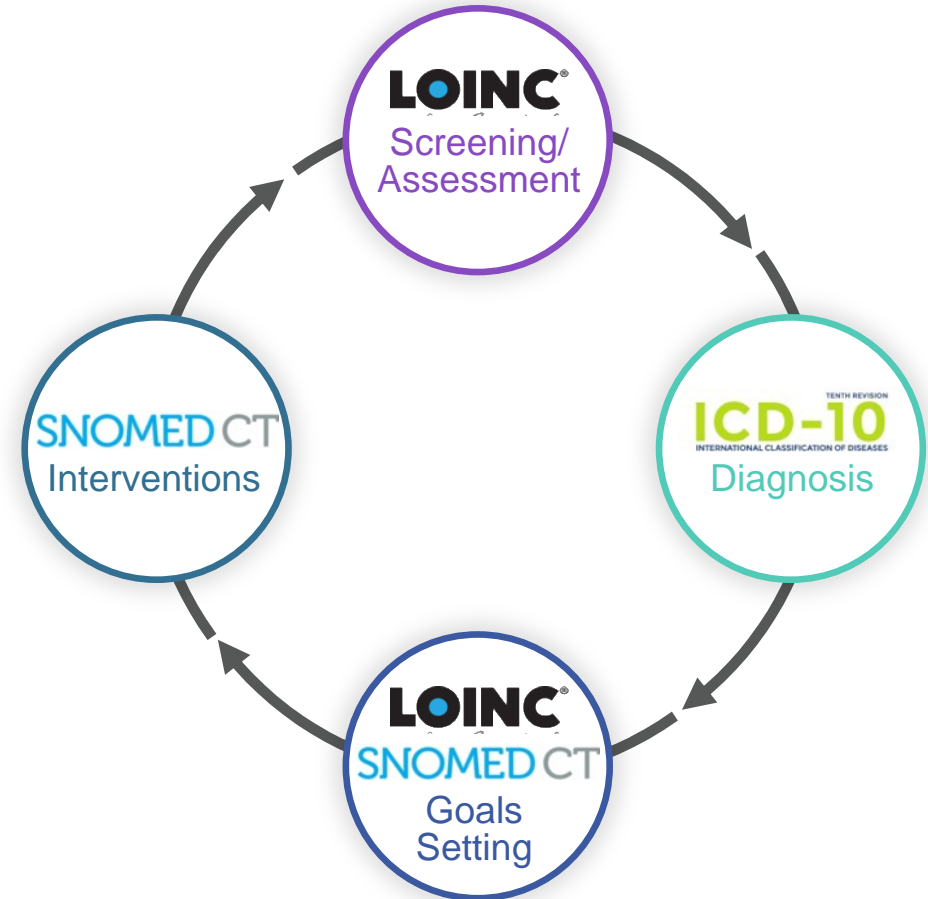 LOINC®
Screening/
Assessment
SNOMED CT
Interventions
TENTH REVISION
ICD-10
INTERNATIONAL CLASSIFICATION OF DISEASES
Diagnosis
LOINC®
SNOMED CT
Goals
Setting